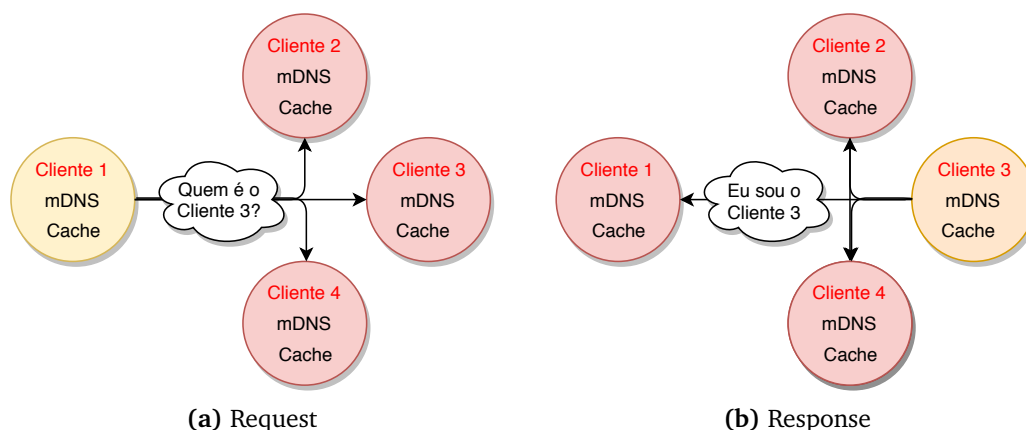 Cliente 2
mDNS
Cache
Cliente 1
mDNS
Cache
Quem é o
Cliente 3?
Cliente 3
mDNS
Cache
Cliente 4
mDNS
Cache
(a) Request
Cliente 2
mDNS
Cache
Cliente 1
mDNS
Cache
Eu sou o
Cliente 3
Cliente 3
mDNS
Cache
Cliente 4
mDNS
Cache
(b) Response